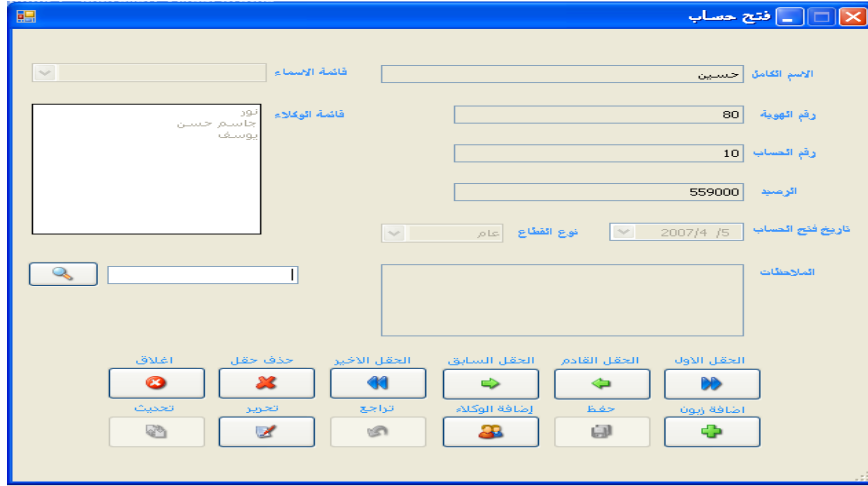 فتح حساب
الاسم الكامل حسين
قائمة الاسماء
رقم الهوية 80
قائمة الوكلاء
نور
جاسم حسن
يوسف
رقم الحساب 10
الرصيد 559000
تاريخ فتح الحساب 2007/4 /5
نوع القطاع عام
الملاحظات
الحقل الاول الحقل القادم الحقل السابق الحقل الاخير حذف حقل اغلاق
اضافة زبون حفظ إضافة الوكلاء تراجع تحرير تحديث